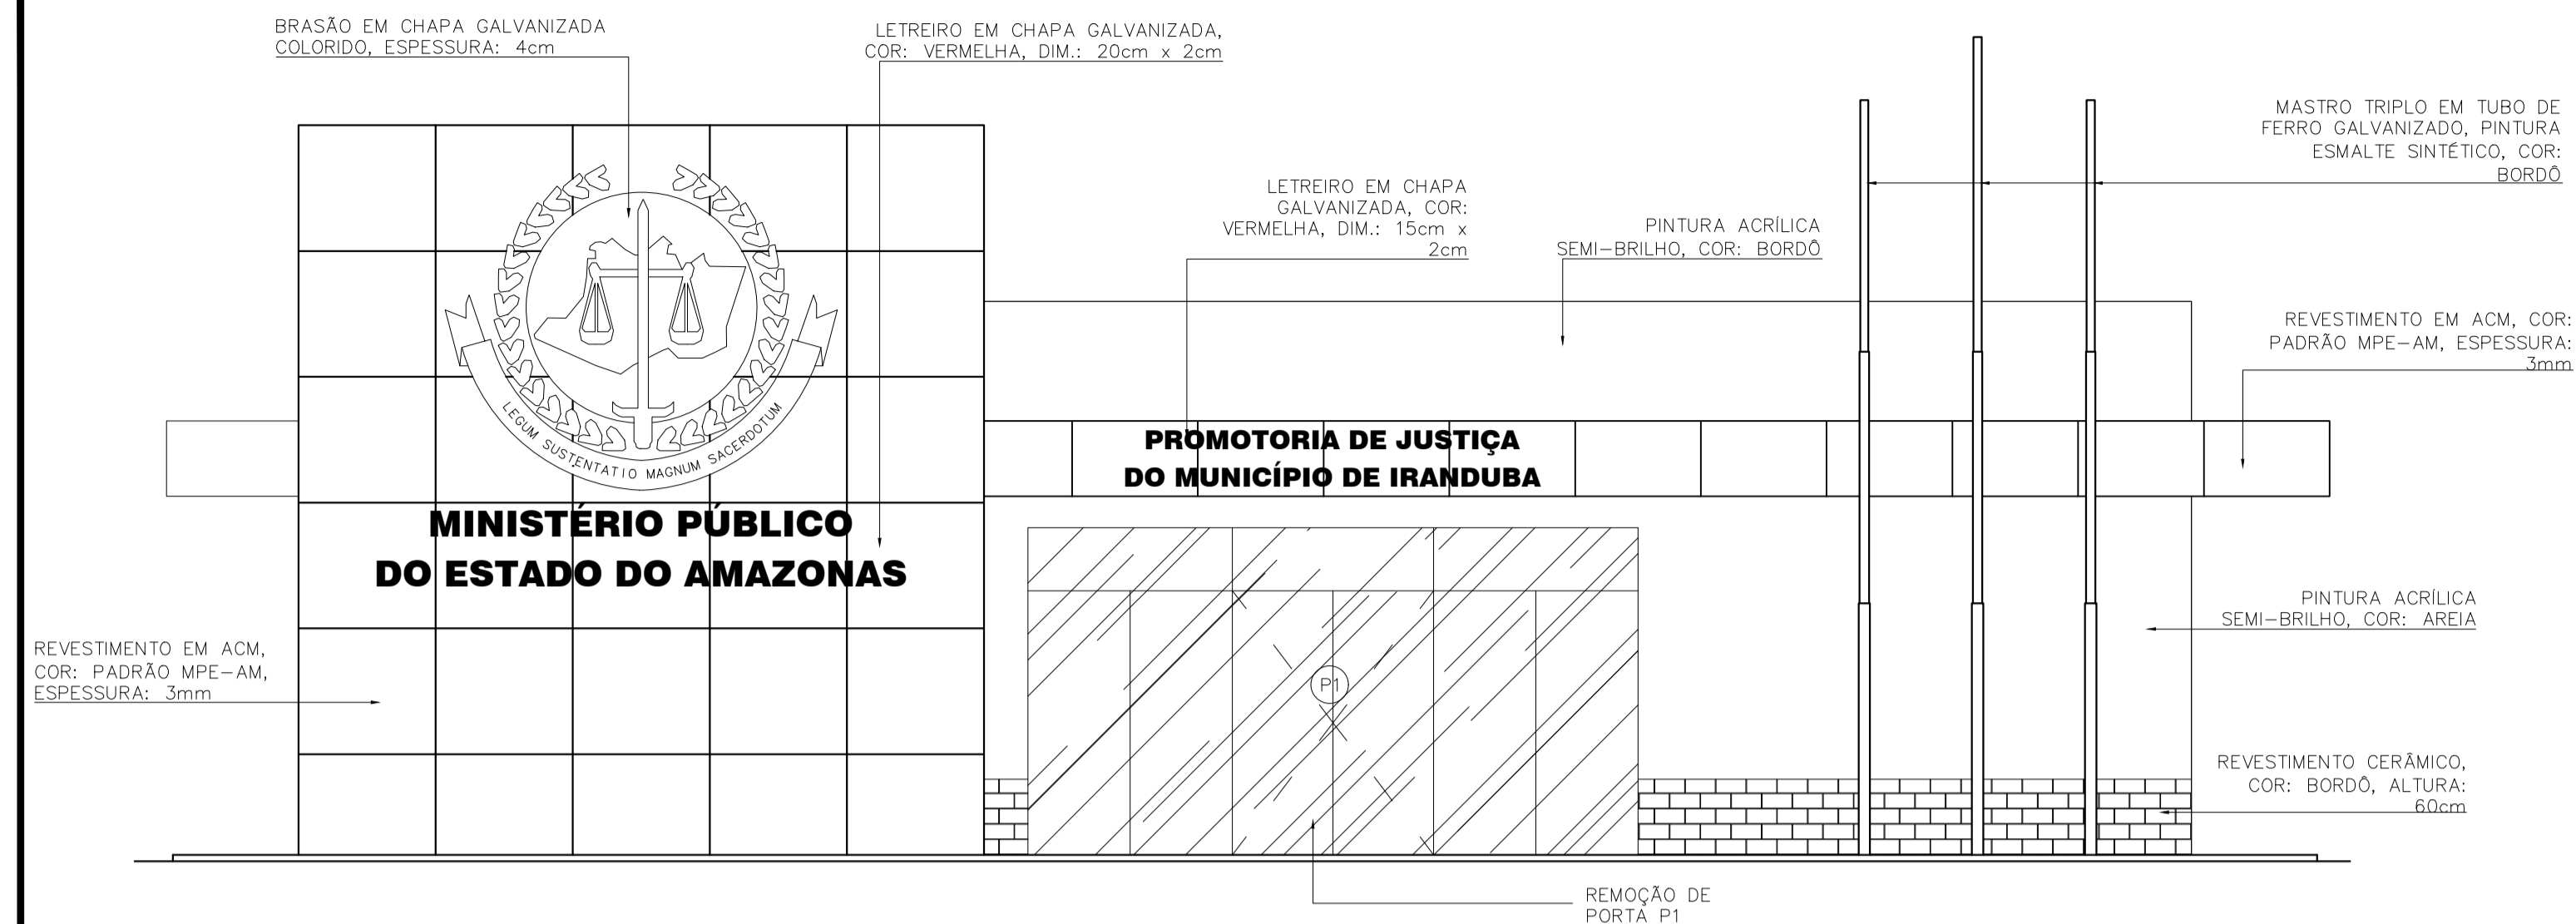 BRASÃO EM CHAPA GALVANIZADA
COLORIDO, ESPESSURA: 4cm
LETREIRO EM CHAPA GALVANIZADA,
COR: VERMELHA, DIM.: 20cm x 2cm
MASTRO TRIPLO EM TUBO DE
FERRO GALVANIZADO, PINTURA
ESMALTE SINTÉTICO, COR:
BORDÔ
LETREIRO EM CHAPA
GALVANIZADA, COR:
VERMELHA, DIM.: 15cm x
2cm
PINTURA ACRÍLICA
SEMI-BRILHO, COR: BORDÔ
REVESTIMENTO EM ACM, COR:
PADRÃO MPE-AM, ESPESSURA:
3mm
LEGUM SUSTENTATIO MAGNUM SACERDOTUM
PROMOTORIA DE JUSTIÇA
DO MUNICÍPIO DE IRANDUBA
MINISTÉRIO PÚBLICO
DO ESTADO DO AMAZONAS
PINTURA ACRÍLICA
SEMI-BRILHO, COR: AREIA
REVESTIMENTO EM ACM,
COR: PADRÃO MPE-AM,
ESPESSURA: 3mm
P1
REVESTIMENTO CERÂMICO,
COR: BORDÔ, ALTURA:
60cm
REMOÇÃO DE
PORTA P1